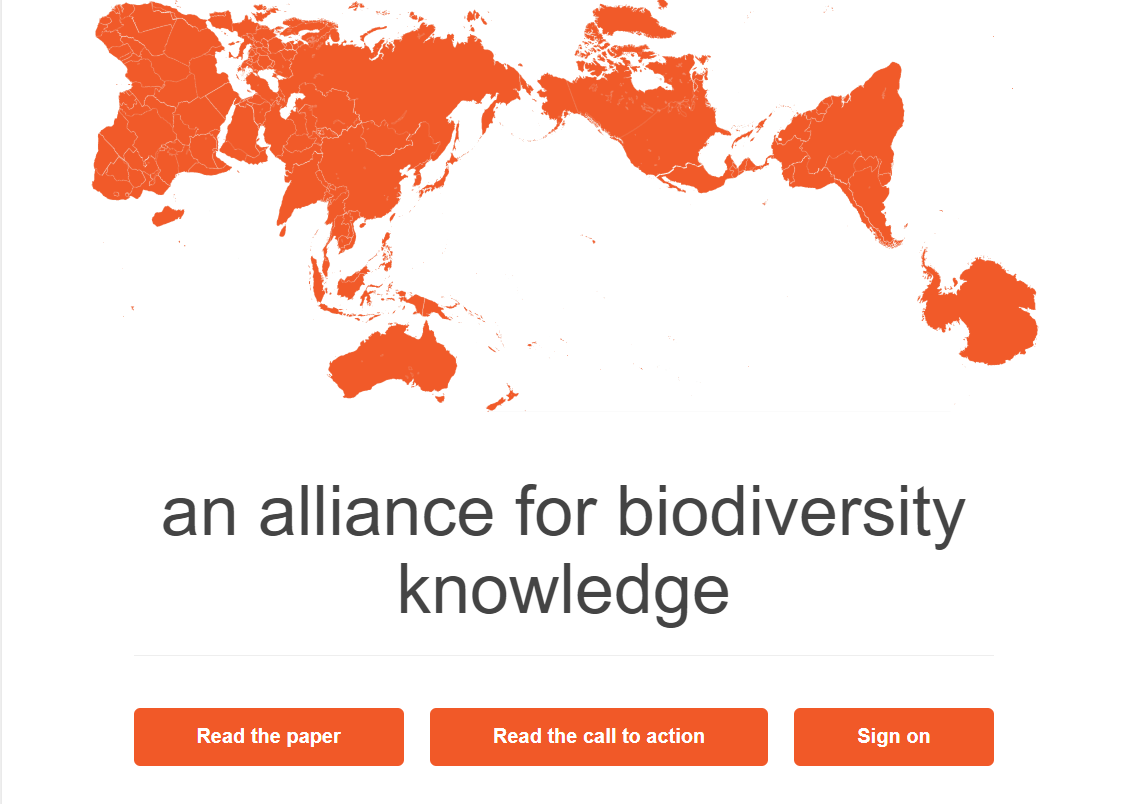 an alliance for biodiversity
knowledge
Read the paper
Read the call to action
Sign on